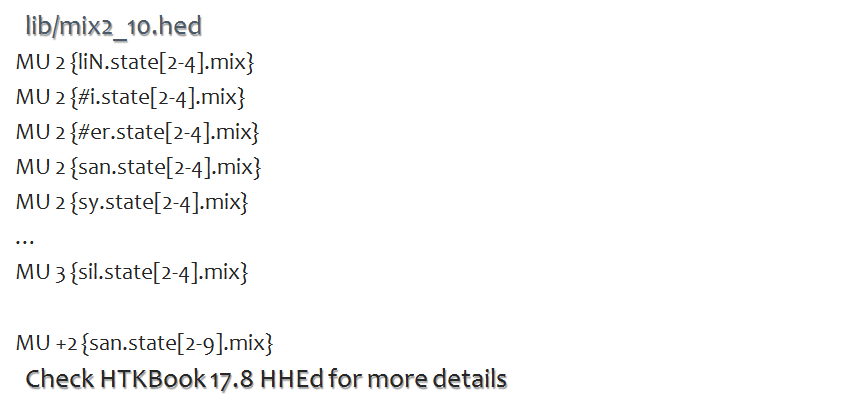 lib/mix2_10.hed
MU 2 {liN.state[2-4].mix}
MU 2 {#i.state[2-4].mix}
MU 2 {#er.state[2-4].mix}
MU 2 {san.state[2-4].mix}
MU 2 {sy.state[2-4].mix}
…
MU 3 {sil.state[2-4].mix}
MU +2 {san.state[2-9].mix}
Check HTKBook 17.8 HHEd for more details